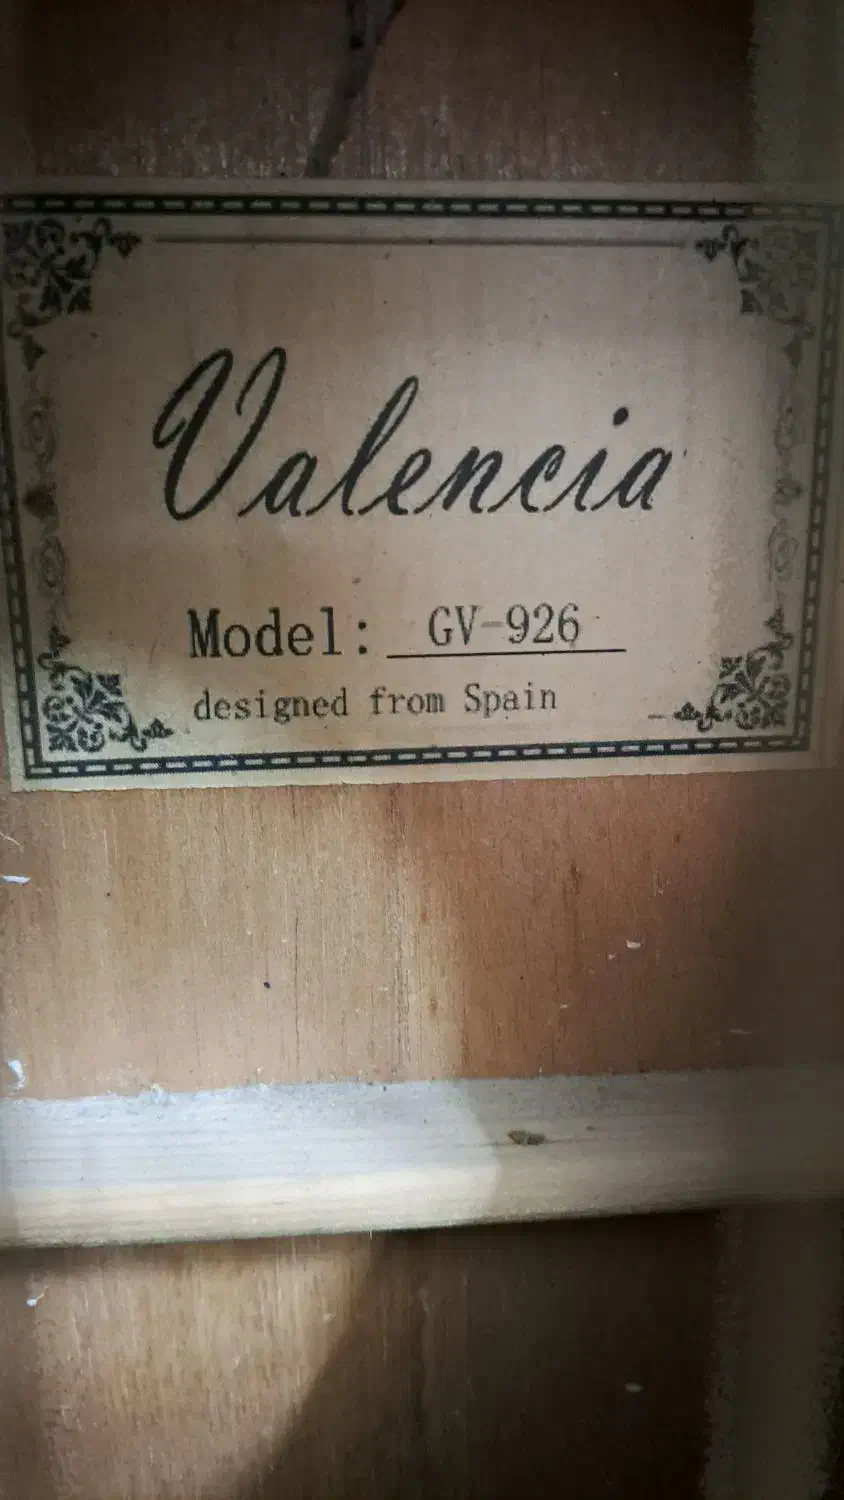 Valencia
Model: GV-926
designed from Spain